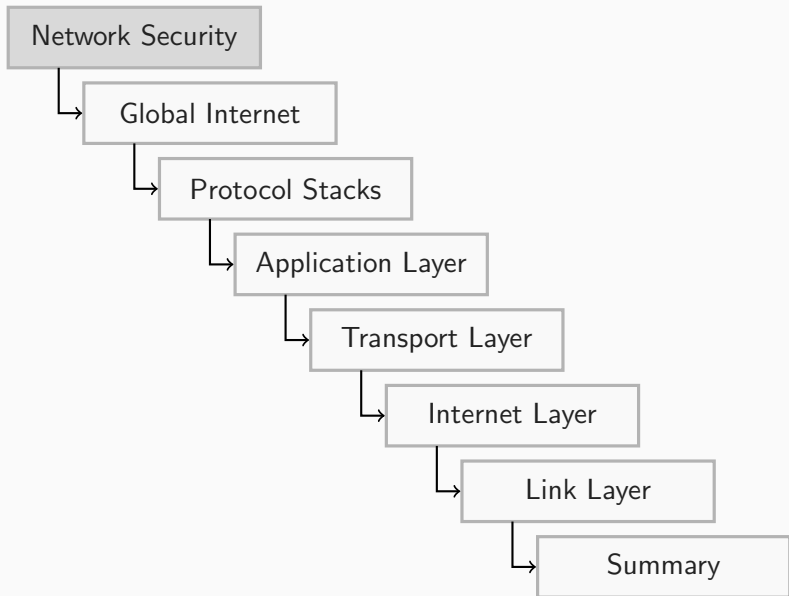 Network Security
Global Internet
Protocol Stacks
Application Layer
Transport Layer
Internet Layer
Link Layer
Summary